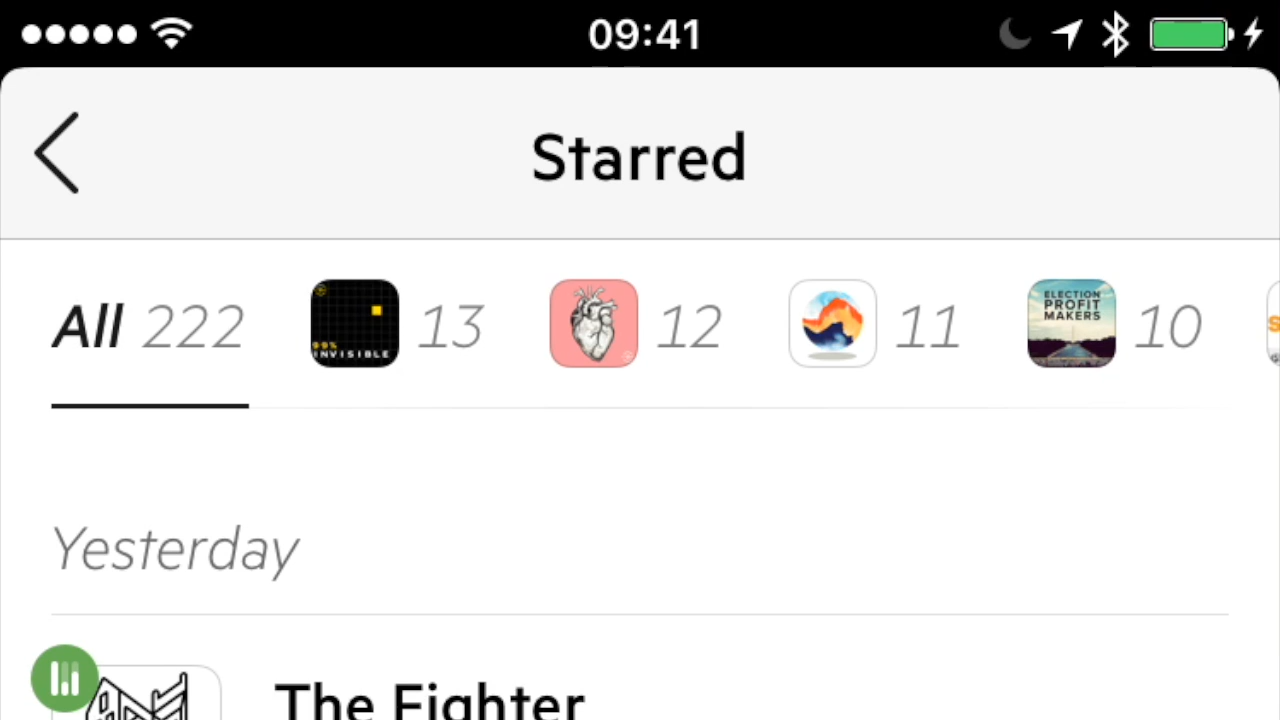 09:41
Starred
All 222
99%
INVISIBLE
13
12
11
ELECTION
PROFIT
MAKERS
10
Yesterday
The Fighter